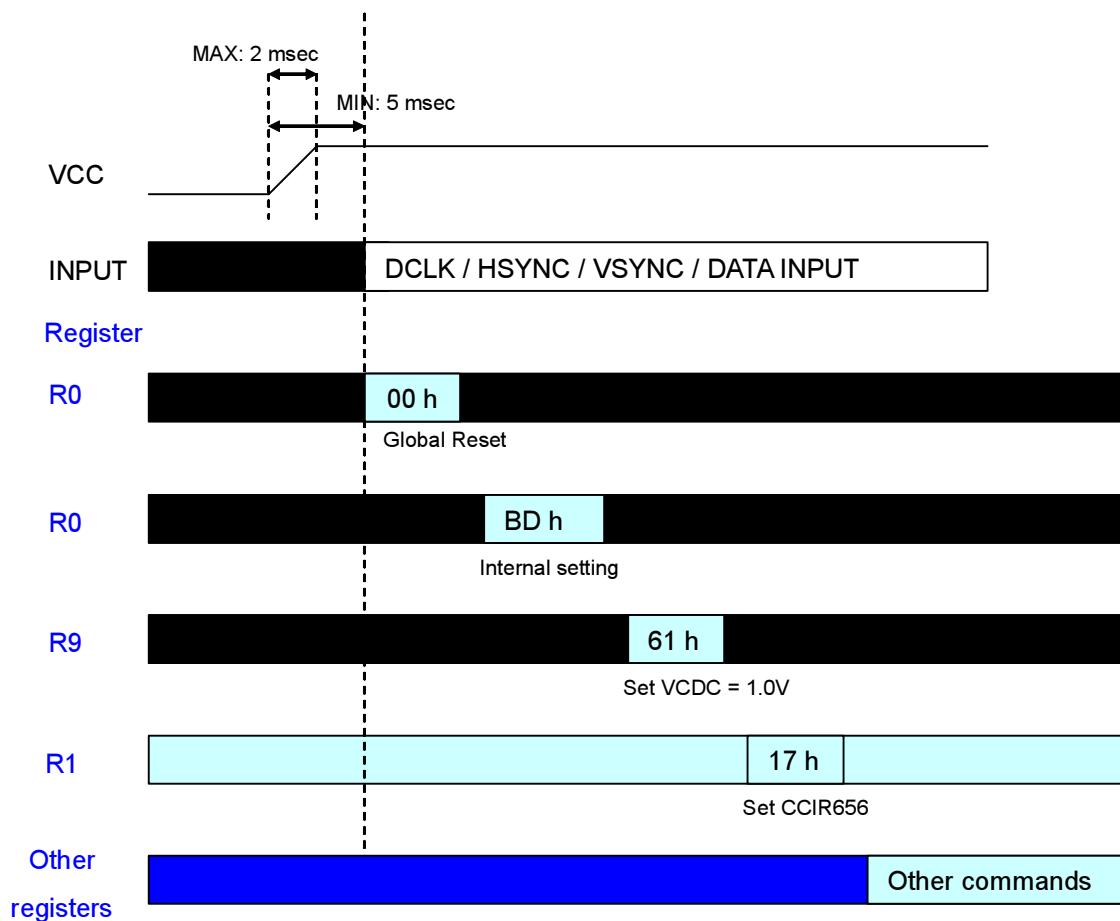 MAX: 2 msec
MIN: 5 msec
VCC
INPUT
DCLK / HSYNC / VSYNC / DATA INPUT
Register
R0
00 h
Global Reset
R0
BD h
Internal setting
R9
61 h
Set VCDC = 1.0V
R1
17 h
Set CCIR656
Other
registers
Other commands